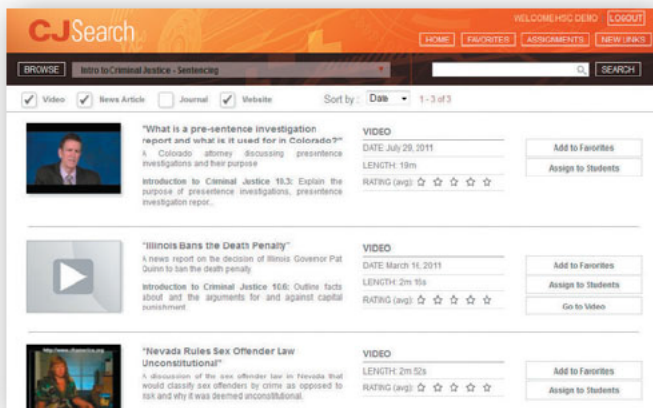 WELCOME HSC DEMO LOGOUT
CJSearch
HOME FAVORITES ASSIGNMENTS NEW LINKS
BROWSE Intro to Criminal Justice - Sentencing SEARCH
Video News Article Journal Website Sort by : Date 1 - 3 of 3
"What is a pre-sentence investigation
report and what is it used for in Colorado?"
A Colorado attorney discussing presentence
investigations and their purpose
Introduction to Criminal Justice 10.3: Explain the
purpose of presentence investigations, presentence
investigation repor...
VIDEO
DATE: July 29, 2011
LENGTH: 19m
RATING (avg):
Add to Favorites
Assign to Students
"Illinois Bans the Death Penalty"
A news report on the decision of Illinois Governor Pat
Quinn to ban the death penalty
Introduction to Criminal Justice 10.6: Outline facts
about and the arguments for and against capital
punishment.
VIDEO
DATE: March 16, 2011
LENGTH: 2m 16s
RATING (avg):
Add to Favorites
Assign to Students
Go to Video
"Nevada Rules Sex Offender Law
Unconstitutional"
A discussion of the sex offender law in Nevada that
would classify sex offenders by crime as opposed to
risk and why it was deemed unconstitutional.
VIDEO
LENGTH: 2m 52s
RATING (avg):
Add to Favorites
Assign to Students